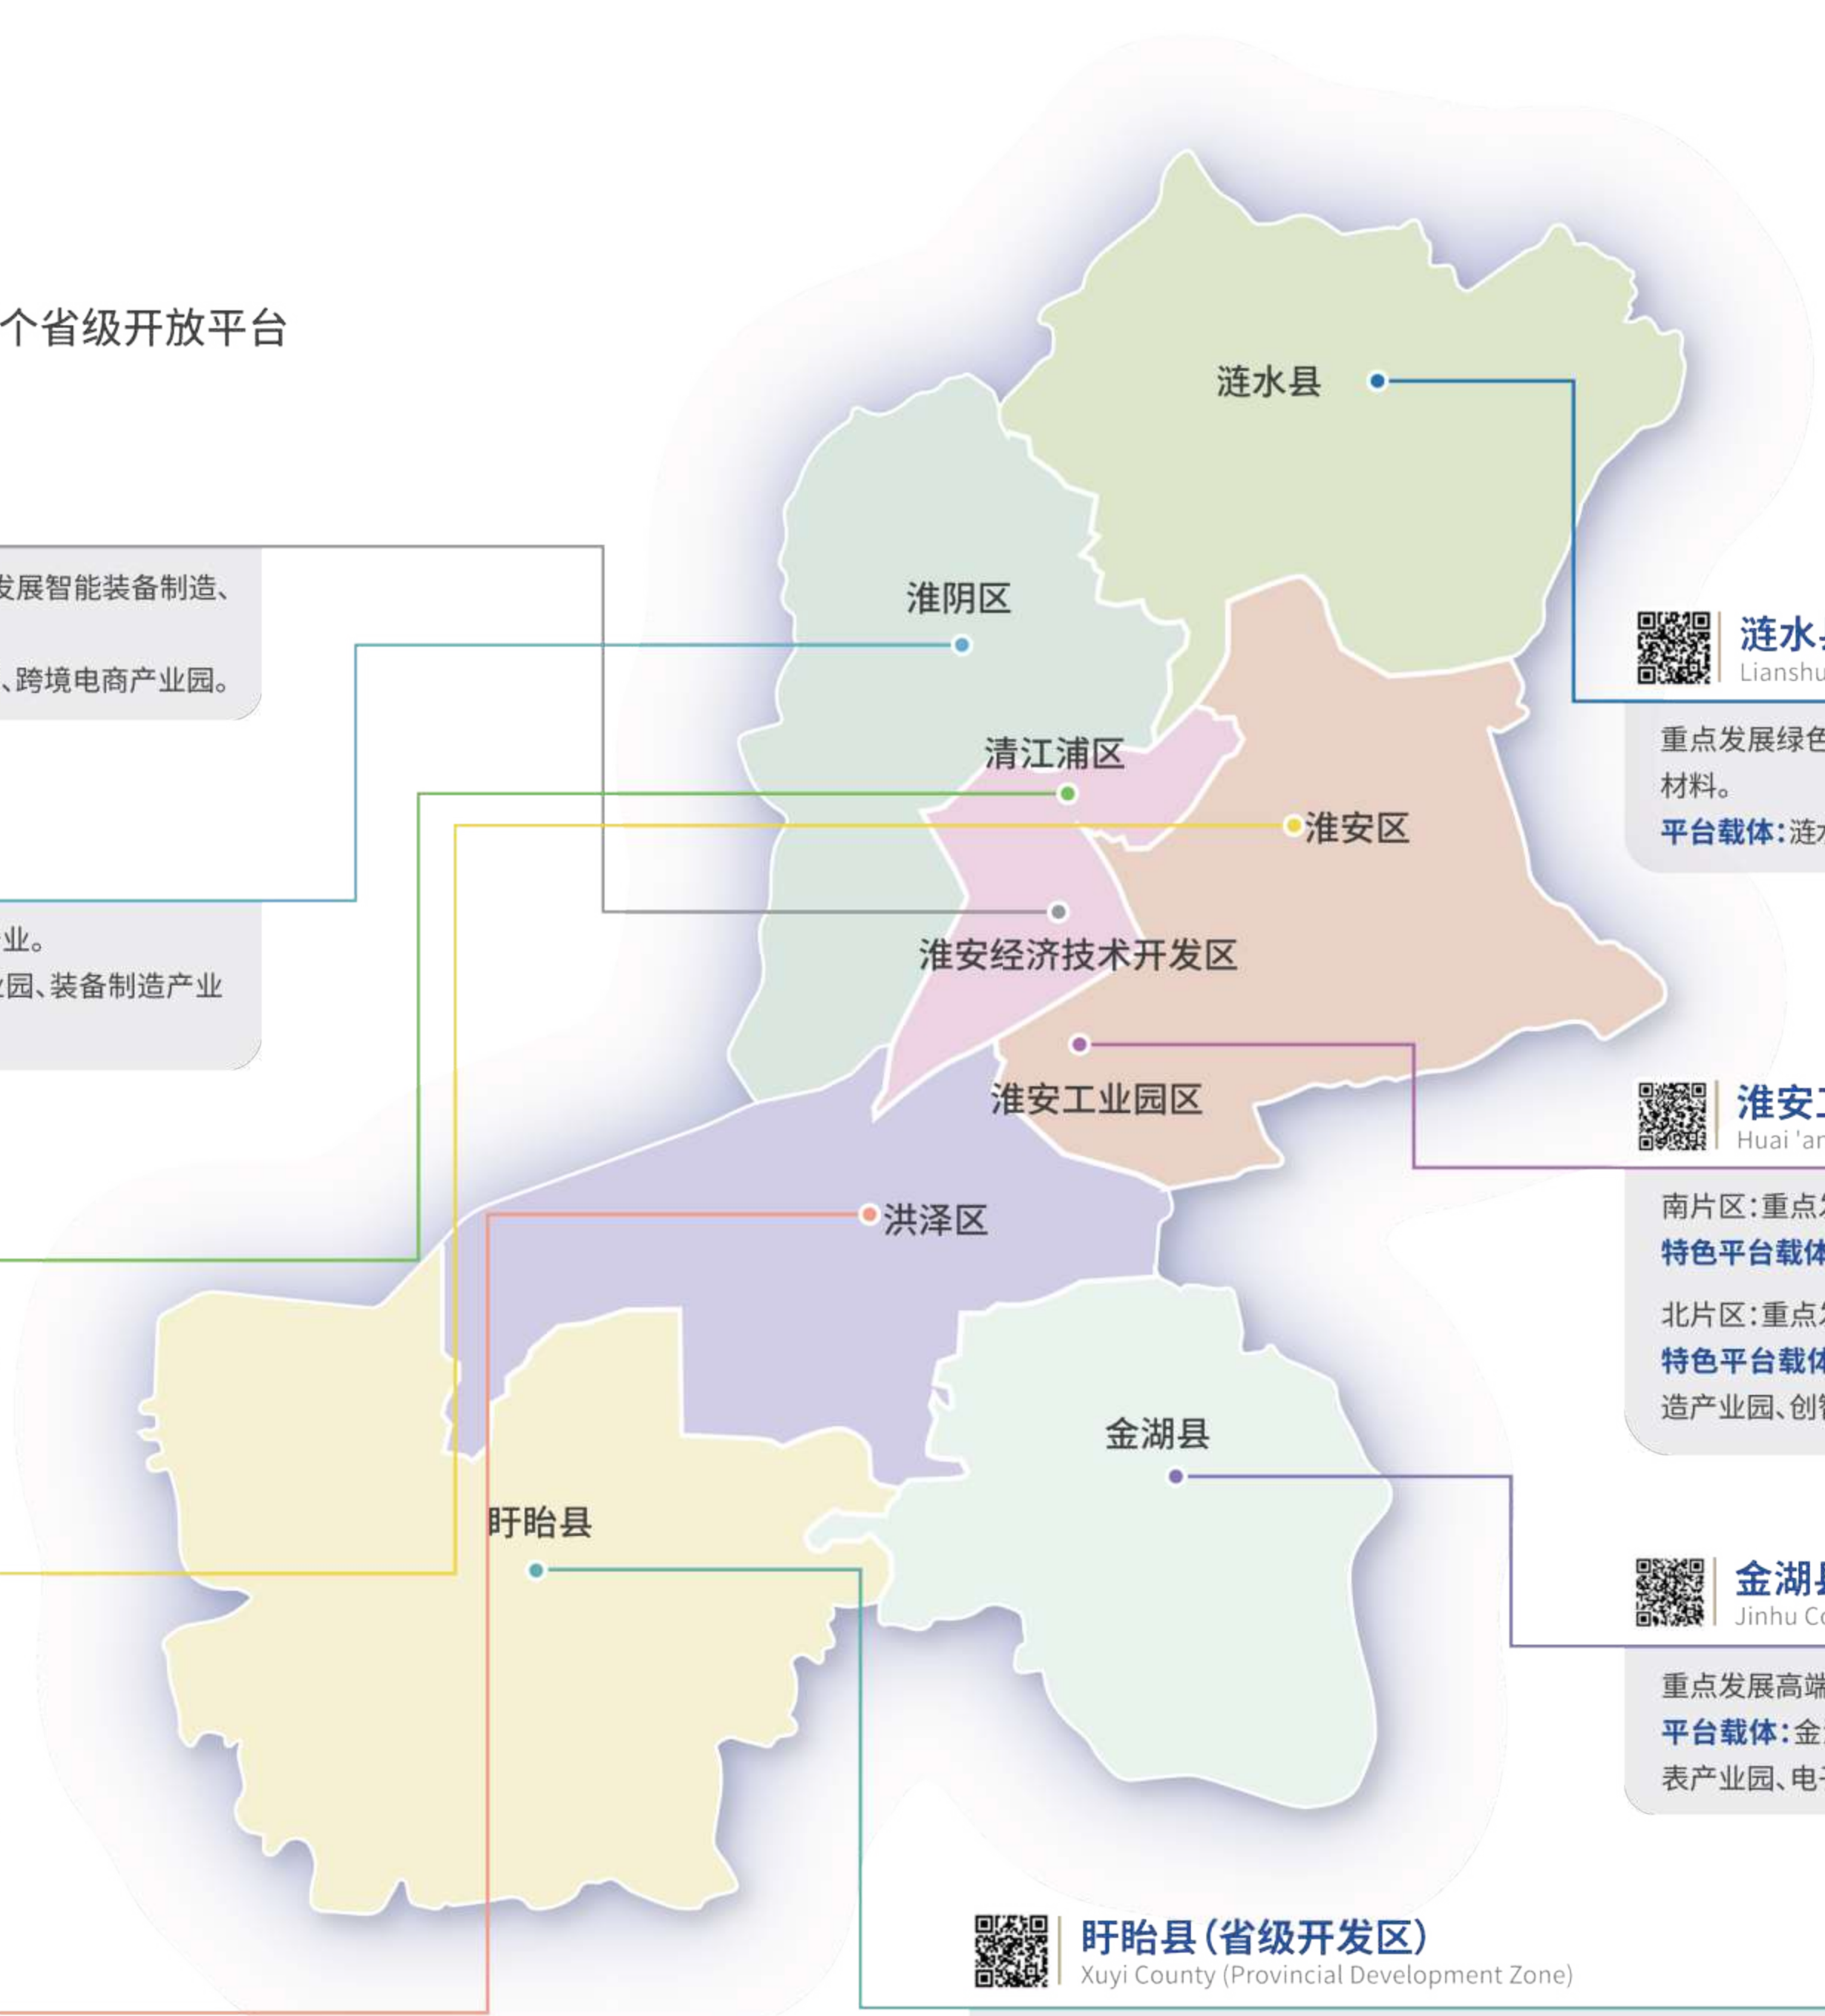 个省级开放平台
发展智能装备制造、
、跨境电商产业园。
业。
园、装备制造产业
涟水县
淮阴区
清江浦区
淮安区
淮安经济技术开发区
淮安工业园区
洪泽区
金湖县
盱眙县
涟水
Lianshu
重点发展绿色
材料。
平台载体：涟
淮安
Huai 'an
南片区：重点
特色平台载体
北片区：重点
特色平台载体
造产业园、创
金湖
Jinhu Co
重点发展高端
平台载体：金
表产业园、电
盱眙县（省级开发区）
Xuyi County (Provincial Development Zone)